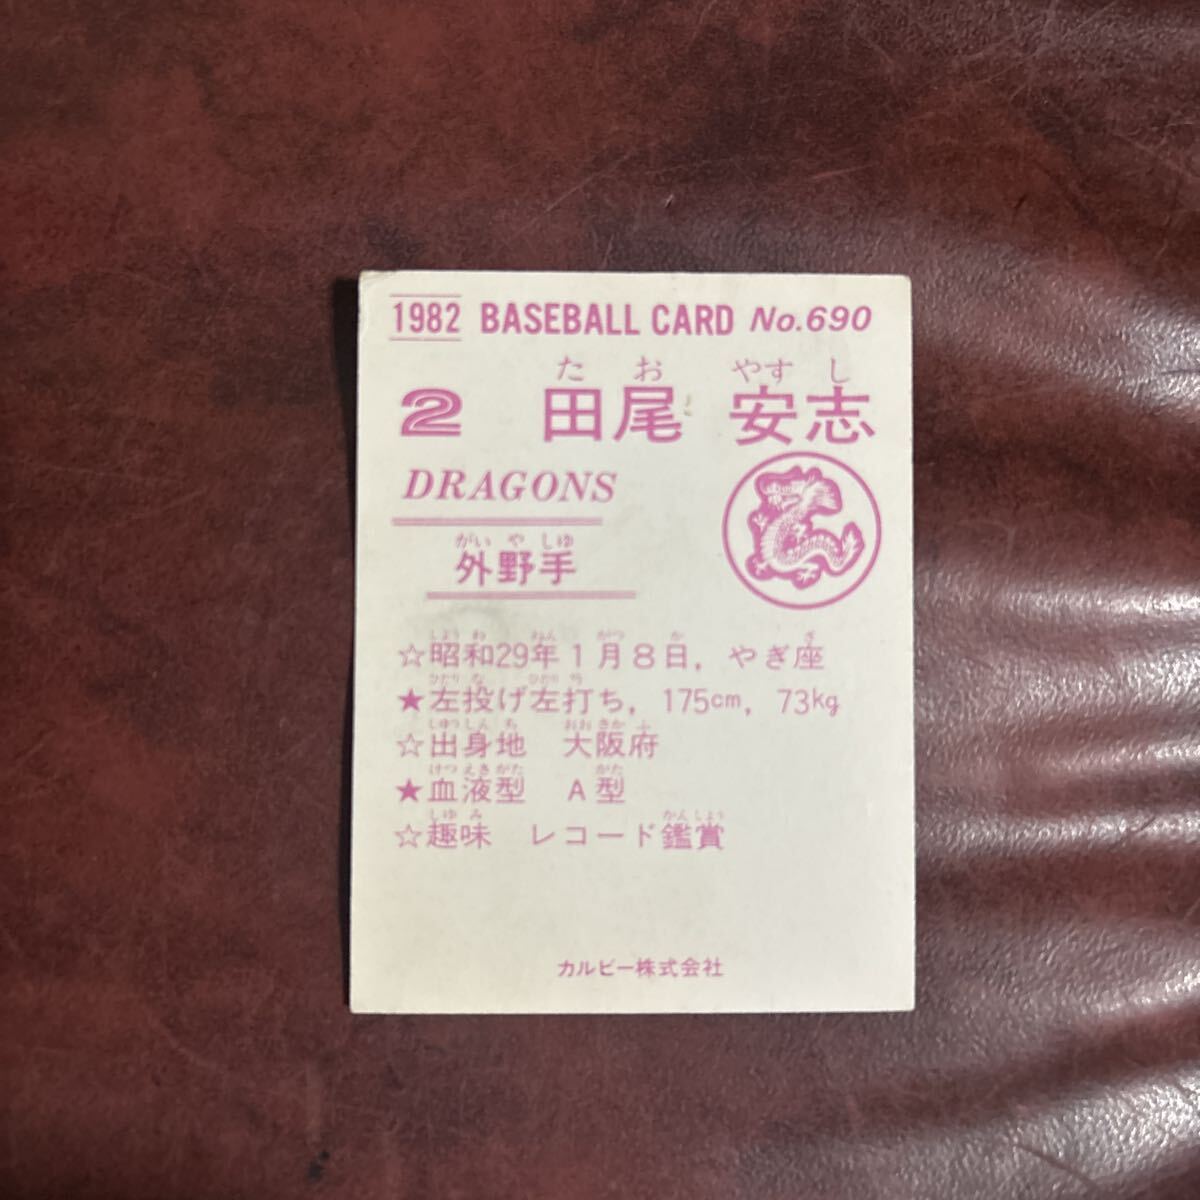 1982 BASEBALL CARD No.690
たお やすし
2 田尾 安志
DRAGONS
がいやしゅ
外野手
しょうわ ねん がつ か ざ
☆昭和29年1月8日，やぎ座
ひだりな ひだりう
★左投げ左打ち，175cm，73kg
しゅつしんち おおさかふ
☆出身地 大阪府
けつえきがた がた
★血液型 A型
しゅみ かんしょう
☆趣味 レコード鑑賞
カルビー株式会社